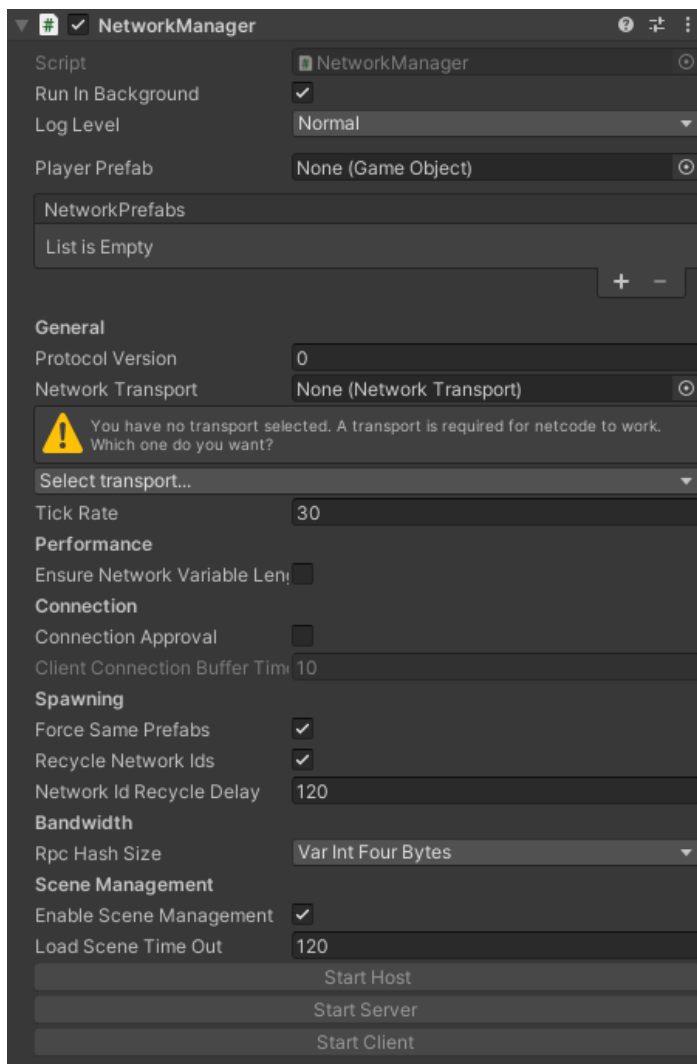 NetworkManager
Script NetworkManager
Run In Background
Log Level Normal
Player Prefab None (Game Object)
NetworkPrefabs
List is Empty
+ −
General
Protocol Version 0
Network Transport None (Network Transport)
You have no transport selected. A transport is required for netcode to work.
Which one do you want?
Select transport...
Tick Rate 30
Performance
Ensure Network Variable Leng
Connection
Connection Approval
Client Connection Buffer Time 10
Spawning
Force Same Prefabs
Recycle Network Ids
Network Id Recycle Delay 120
Bandwidth
Rpc Hash Size Var Int Four Bytes
Scene Management
Enable Scene Management
Load Scene Time Out 120
Start Host
Start Server
Start Client